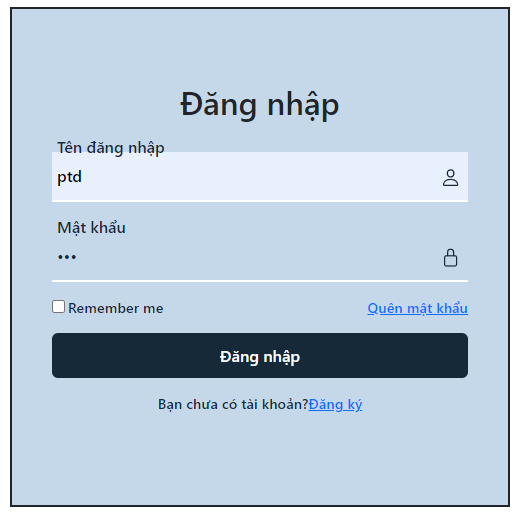 Đăng nhập
Tên đăng nhập
ptd
Mật khẩu
•••
Remember me Quên mật khẩu
Đăng nhập
Bạn chưa có tài khoản?Đăng ký